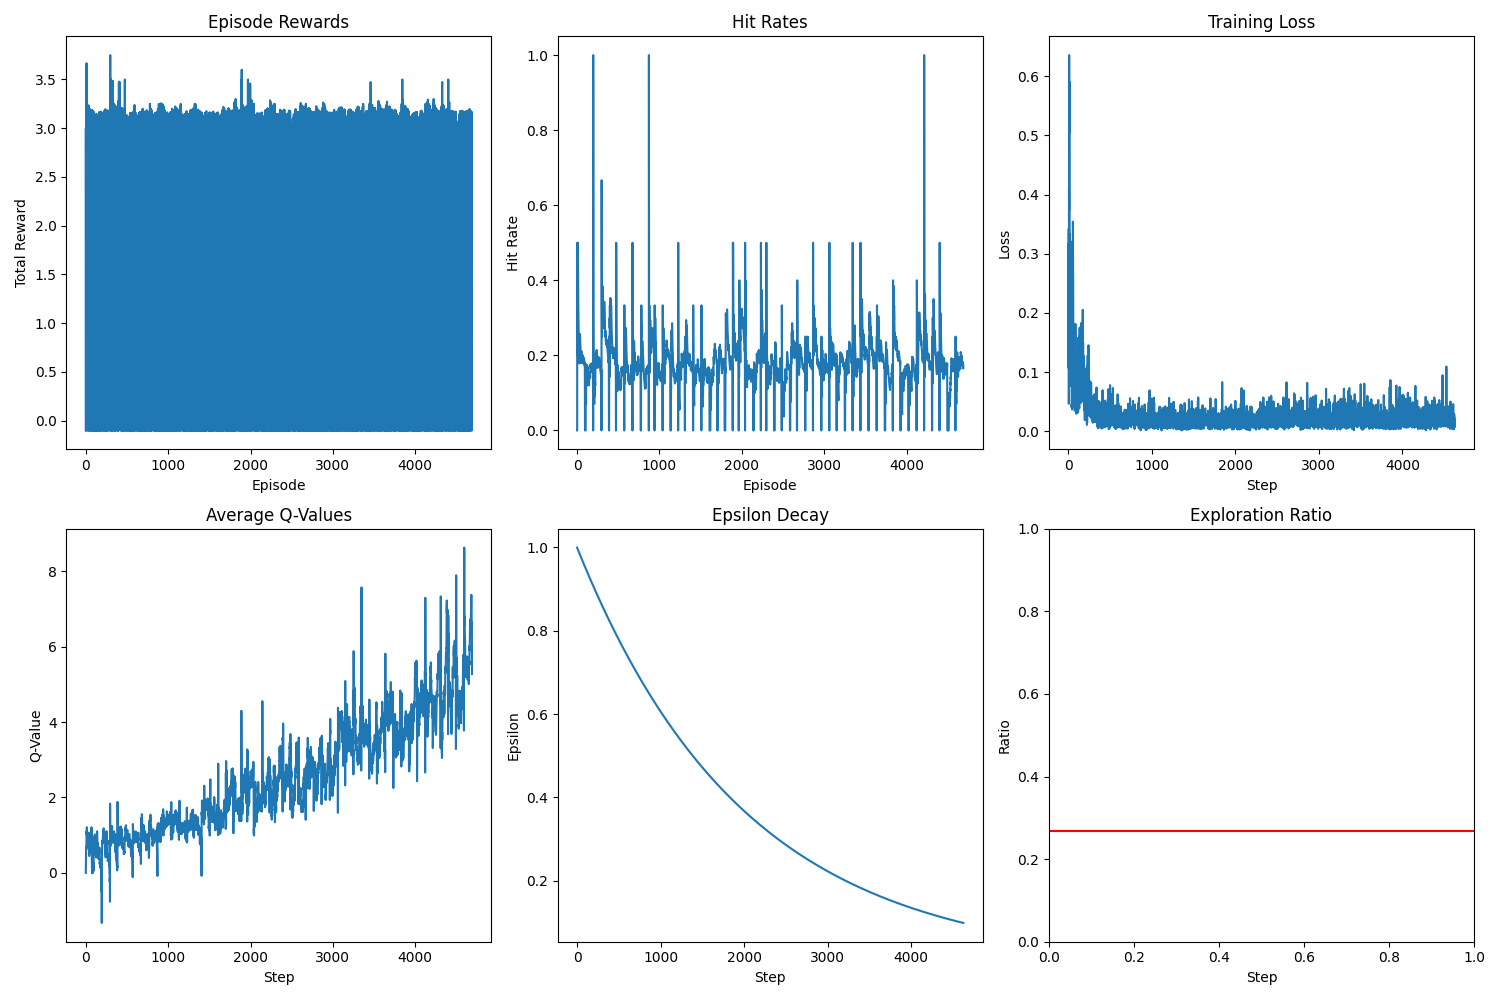 Episode Rewards
Total Reward
3.5
3.0
2.5
2.0
1.5
1.0
0.5
0.0
0 1000 2000 3000 4000
Episode
Hit Rates
Hit Rate
1.0
0.8
0.6
0.4
0.2
0.0
0 1000 2000 3000 4000
Episode
Training Loss
Loss
0.6
0.5
0.4
0.3
0.2
0.1
0.0
0 1000 2000 3000 4000
Step
Average Q-Values
Q-Value
8
6
4
2
0
0 1000 2000 3000 4000
Step
Epsilon Decay
Epsilon
1.0
0.8
0.6
0.4
0.2
0 1000 2000 3000 4000
Step
Exploration Ratio
Ratio
1.0
0.8
0.6
0.4
0.2
0.0
0.0 0.2 0.4 0.6 0.8 1.0
Step